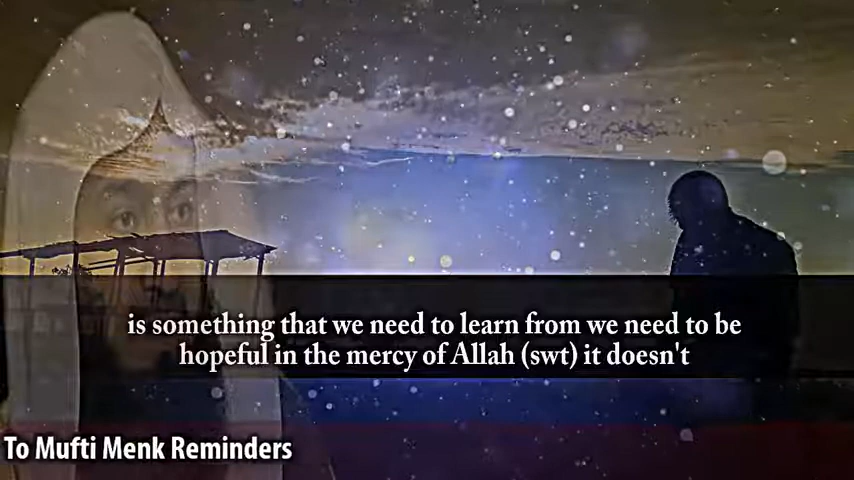 is something that we need to learn from we need to be
hopeful in the mercy of Allah (swt) it doesn't
To Mufti Menk Reminders